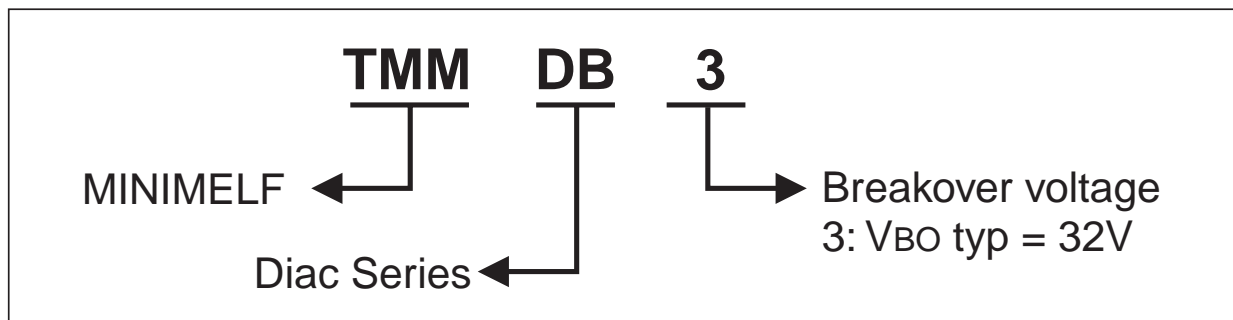 TMM DB 3
MINIMELF
Breakover voltage
3: VBO typ = 32V
Diac Series